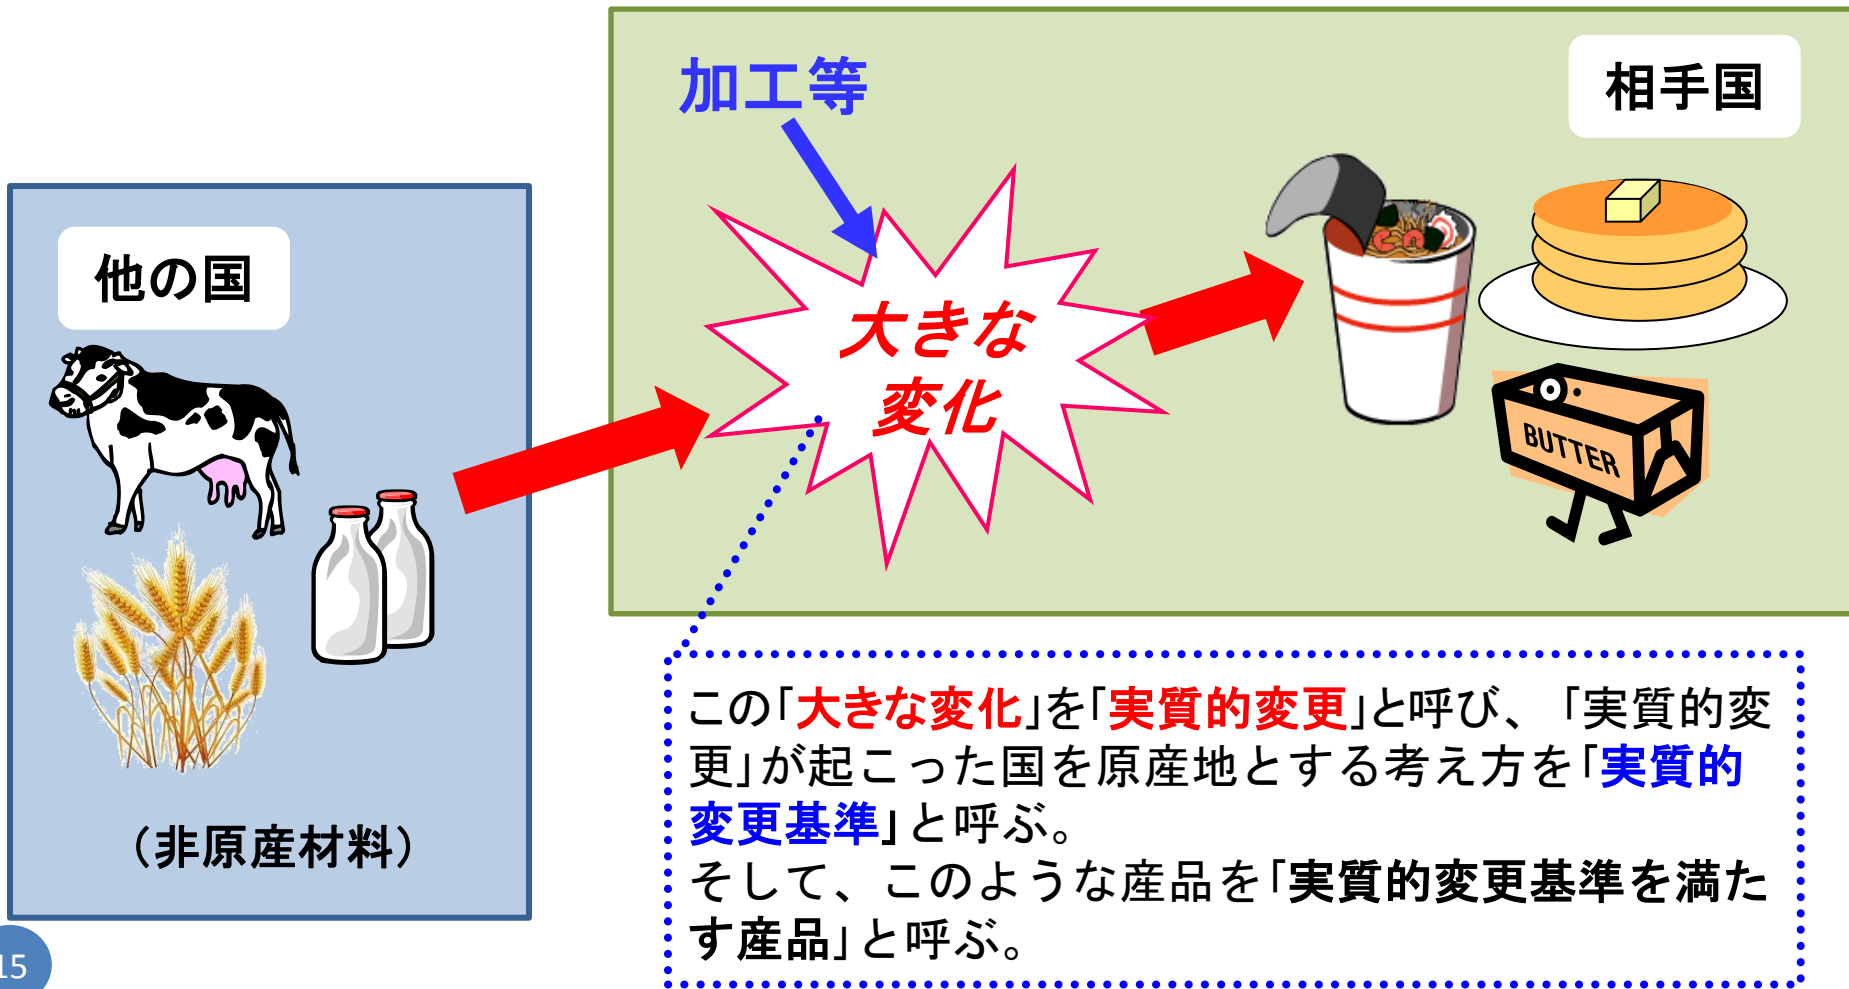 加工等
相手国
他の国
大きな
変化
BUTTER
（非原産材料）
この「大きな変化」を「実質的変更」と呼び、「実質的変
更」が起こった国を原産地とする考え方を「実質的
変更基準」と呼ぶ。
そして、このような産品を「実質的変更基準を満た
す産品」と呼ぶ。
15